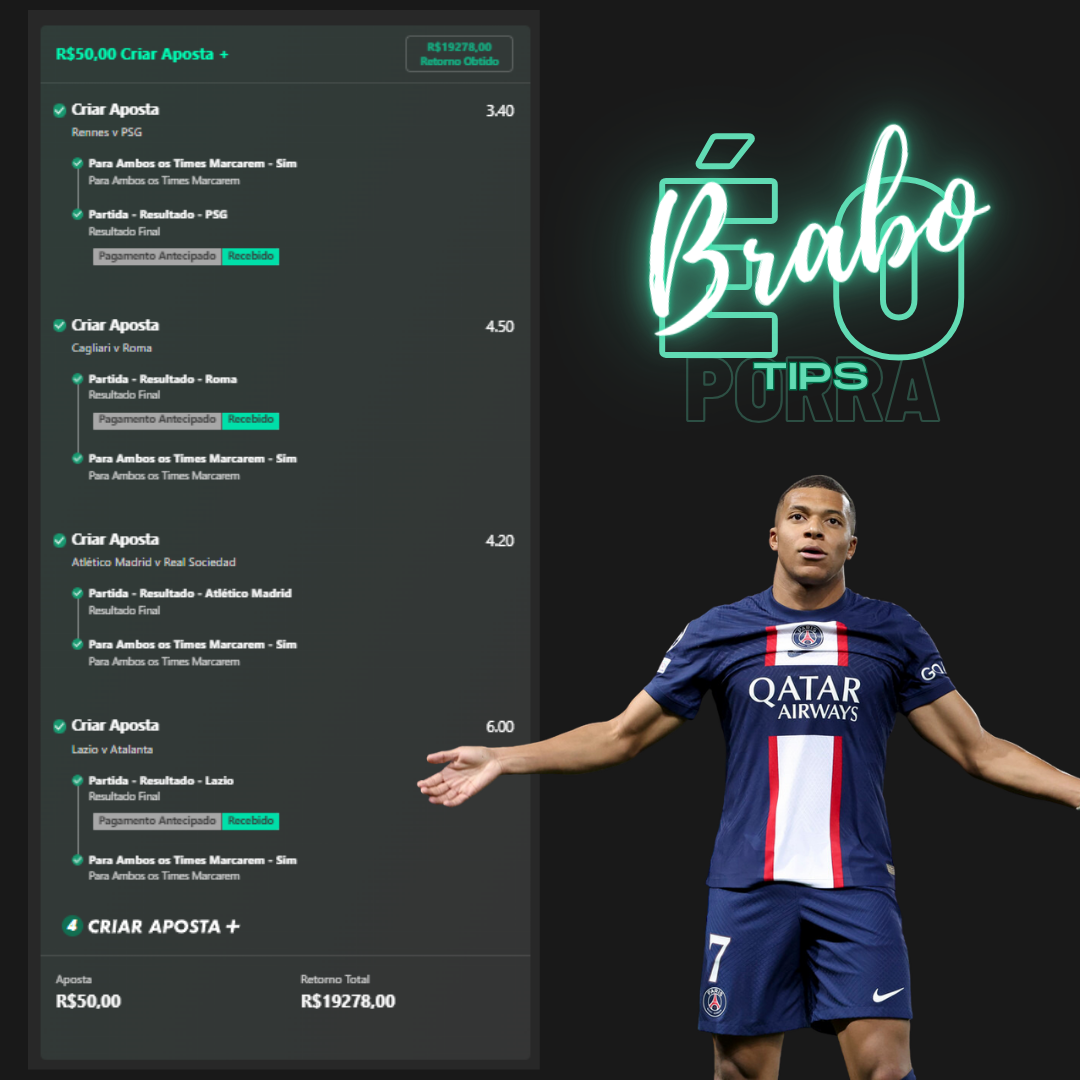 R$50,00 Criar Aposta +
R$19278,00
Retorno Obtido
Criar Aposta
3.40
Rennes v PSG
Para Ambos os Times Marcarem - Sim
Para Ambos os Times Marcarem
Partida - Resultado - PSG
Resultado Final
Pagamento Antecipado Recebido
Criar Aposta
4.50
Cagliari v Roma
Partida - Resultado - Roma
Resultado Final
Pagamento Antecipado Recebido
Para Ambos os Times Marcarem - Sim
Para Ambos os Times Marcarem
Criar Aposta
4.20
Atlético Madrid v Real Sociedad
Partida - Resultado - Atlético Madrid
Resultado Final
Para Ambos os Times Marcarem - Sim
Para Ambos os Times Marcarem
Criar Aposta
6.00
Lazio v Atalanta
Partida - Resultado - Lazio
Resultado Final
Pagamento Antecipado Recebido
Para Ambos os Times Marcarem - Sim
Para Ambos os Times Marcarem
4 CRIAR APOSTA +
Aposta
Retorno Total
R$50,00
R$19278,00
É O
Brabo
TIPS
PORRA
PARIS
GOA
QATAR
AIRWAYS
7
PARIS